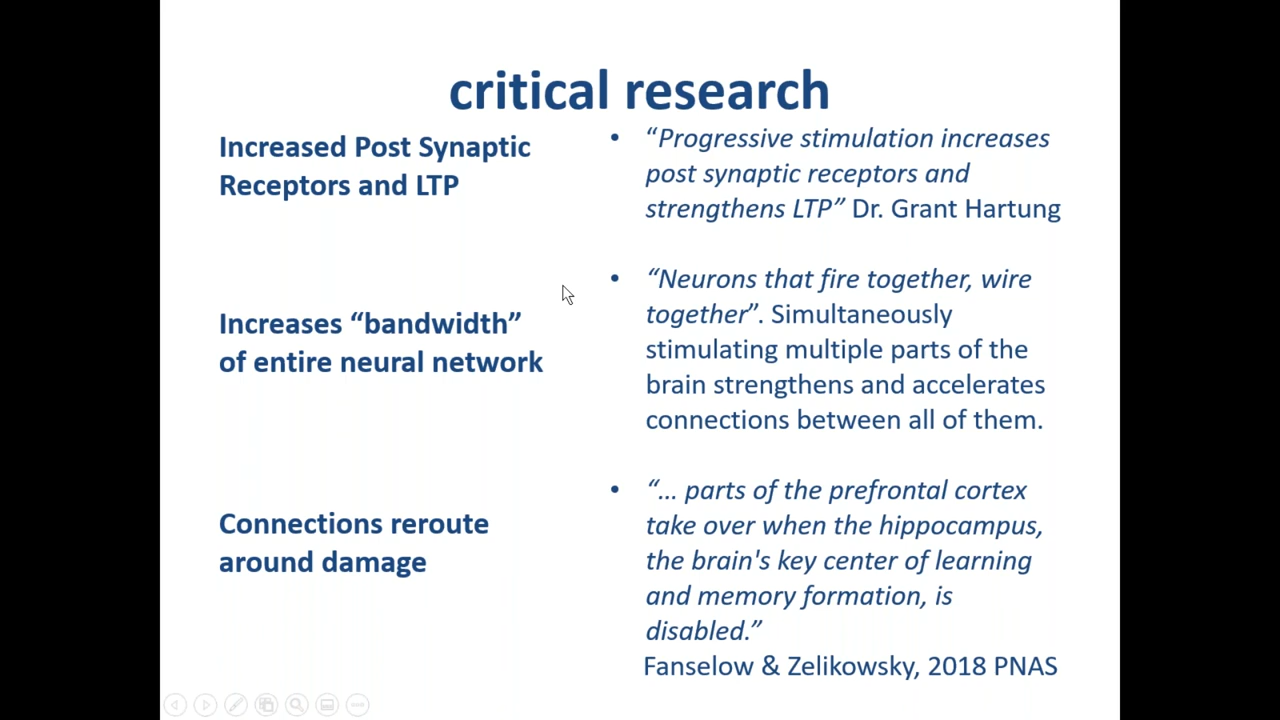 critical research
Increased Post Synaptic
Receptors and LTP
• “Progressive stimulation increases
post synaptic receptors and
strengthens LTP” Dr. Grant Hartung
Increases “bandwidth”
of entire neural network
• “Neurons that fire together, wire
together”. Simultaneously
stimulating multiple parts of the
brain strengthens and accelerates
connections between all of them.
Connections reroute
around damage
• “... parts of the prefrontal cortex
take over when the hippocampus,
the brain's key center of learning
and memory formation, is
disabled.”
Fanselow & Zelikowsky, 2018 PNAS